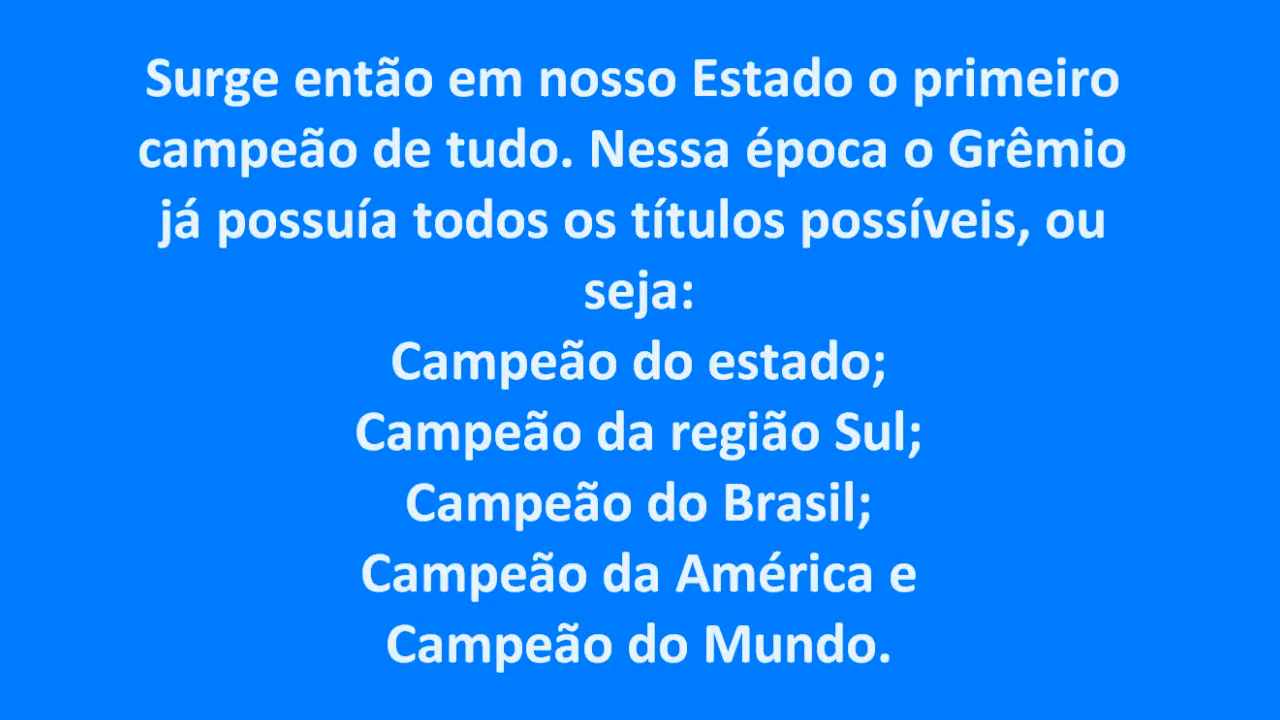 Surge então em nosso Estado o primeiro
campeão de tudo. Nessa época o Grêmio
já possuía todos os títulos possíveis, ou
seja:
Campeão do estado;
Campeão da região Sul;
Campeão do Brasil;
Campeão da América e
Campeão do Mundo.